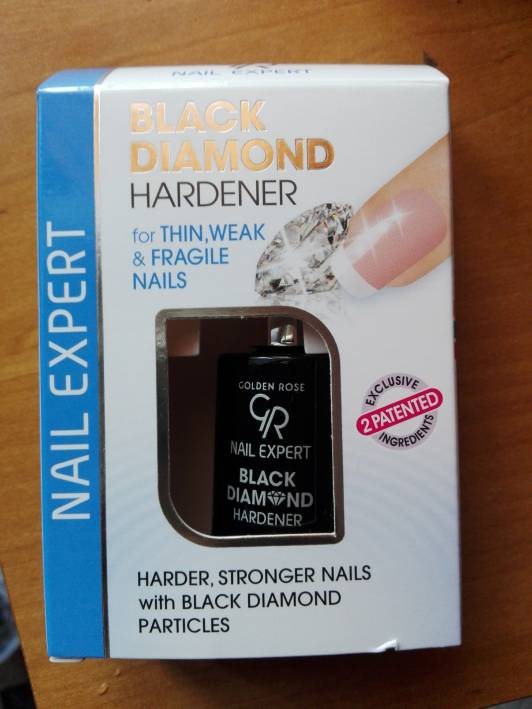 NAIL EXPERT
BLACK
DIAMOND
HARDENER
for THIN, WEAK
& FRAGILE
NAILS
NAIL EXPERT
GOLDEN ROSE
GR
NAIL EXPERT
BLACK
DIAMOND
HARDENER
EXCLUSIVE
2 PATENTED
INGREDIENTS
HARDER, STRONGER NAILS
with BLACK DIAMOND
PARTICLES